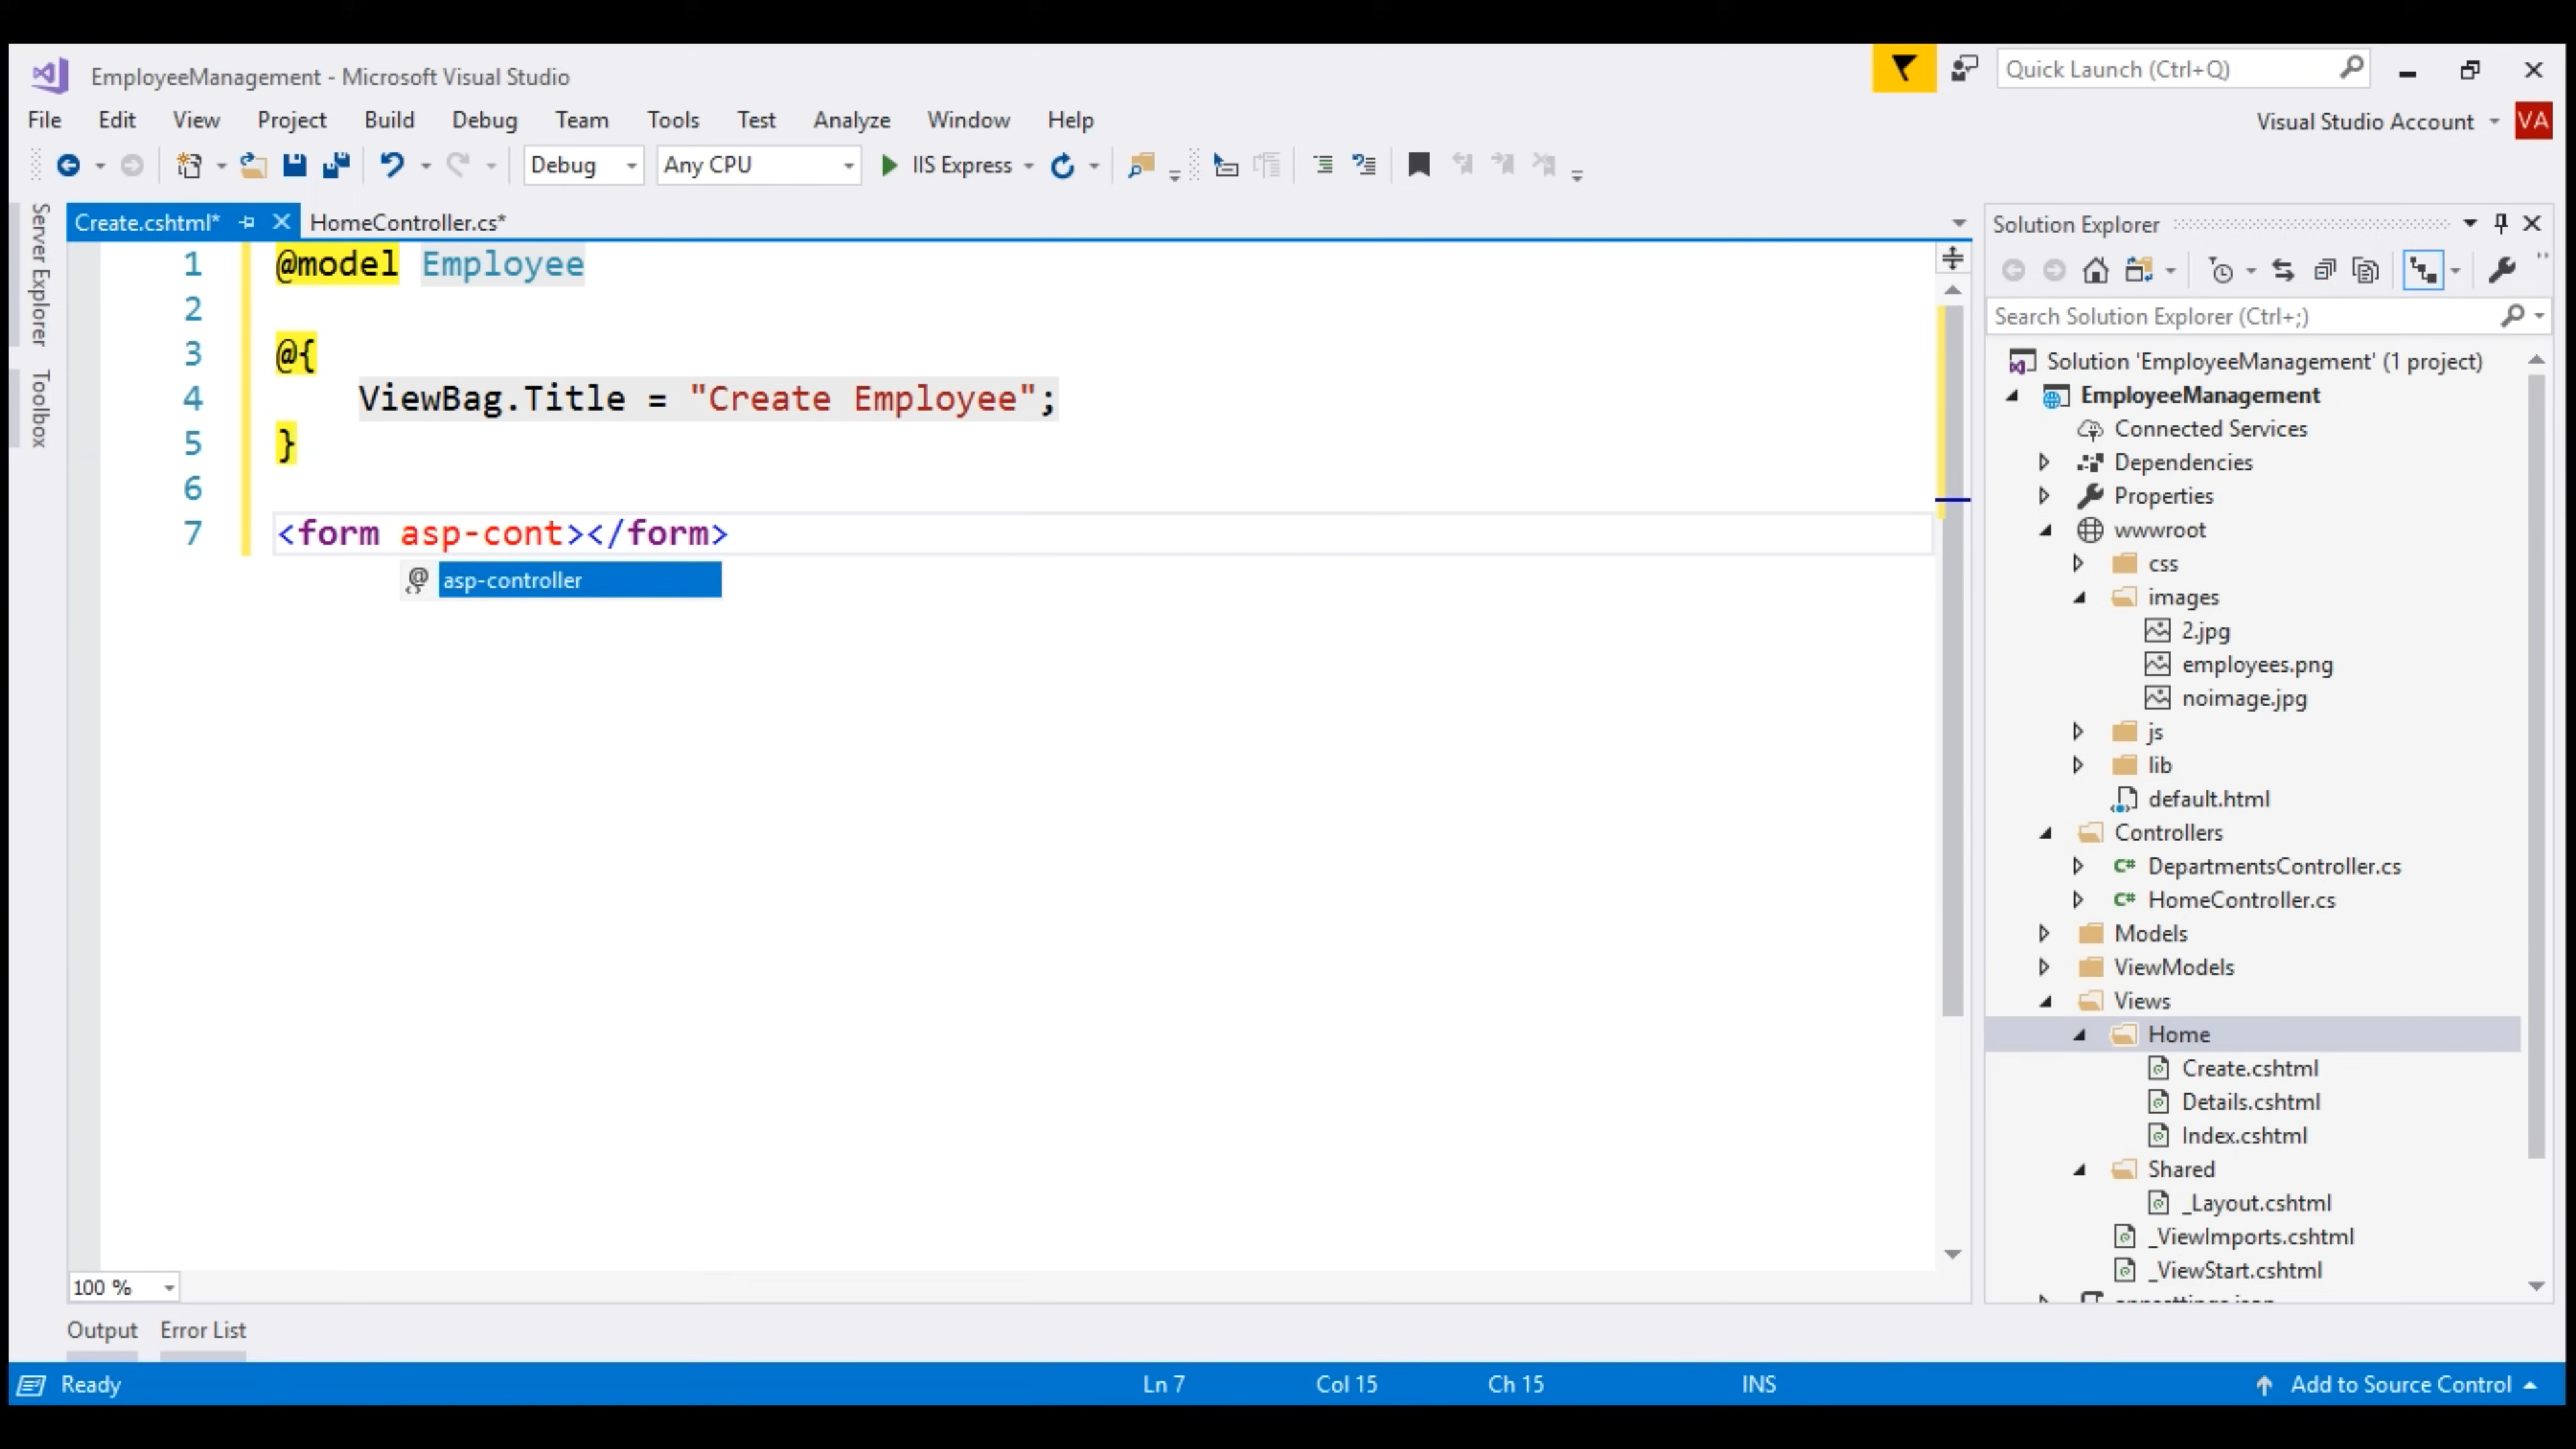 EmployeeManagement - Microsoft Visual Studio
Quick Launch (Ctrl+Q)
File Edit View Project Build Debug Team Tools Test Analyze Window Help
Visual Studio Account VA
Debug Any CPU IIS Express
Server Explorer
Toolbox
Create.cshtml* HomeController.cs*
1 @model Employee
2
3 @{
4 ViewBag.Title = "Create Employee";
5 }
6
7 <form asp-cont></form>
asp-controller
100 %
Output Error List
Solution Explorer
Search Solution Explorer (Ctrl+;)
Solution 'EmployeeManagement' (1 project)
EmployeeManagement
Connected Services
Dependencies
Properties
wwwroot
css
images
2.jpg
employees.png
noimage.jpg
js
lib
default.html
Controllers
C# DepartmentsController.cs
C# HomeController.cs
Models
ViewModels
Views
Home
Create.cshtml
Details.cshtml
Index.cshtml
Shared
_Layout.cshtml
_ViewImports.cshtml
_ViewStart.cshtml
Ready Ln 7 Col 15 Ch 15 INS Add to Source Control